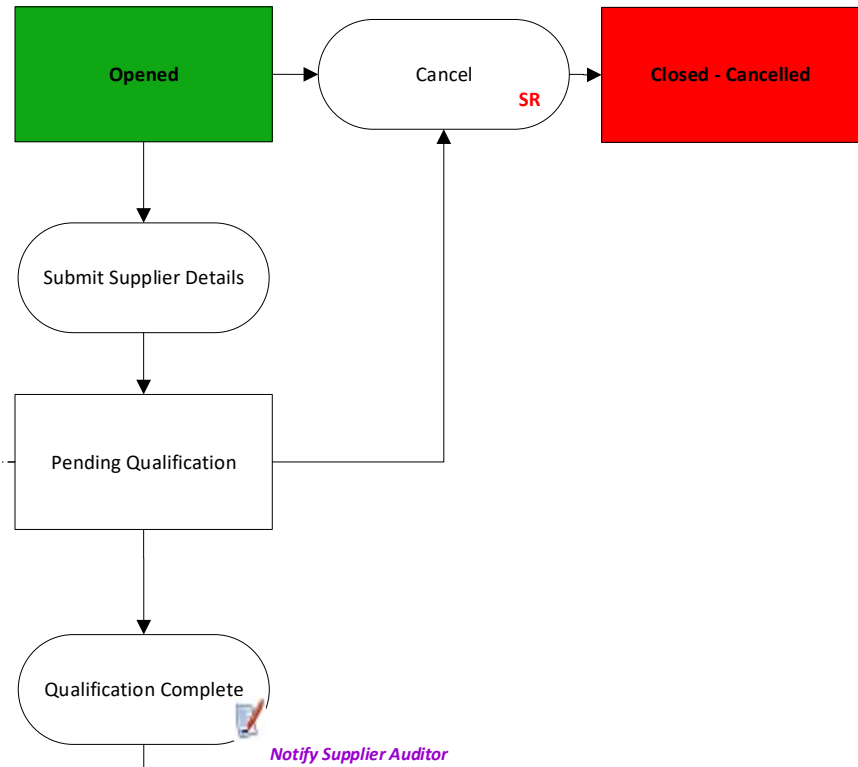 Opened
Cancel
SR
Closed - Cancelled
Submit Supplier Details
Pending Qualification
Qualification Complete
Notify Supplier Auditor